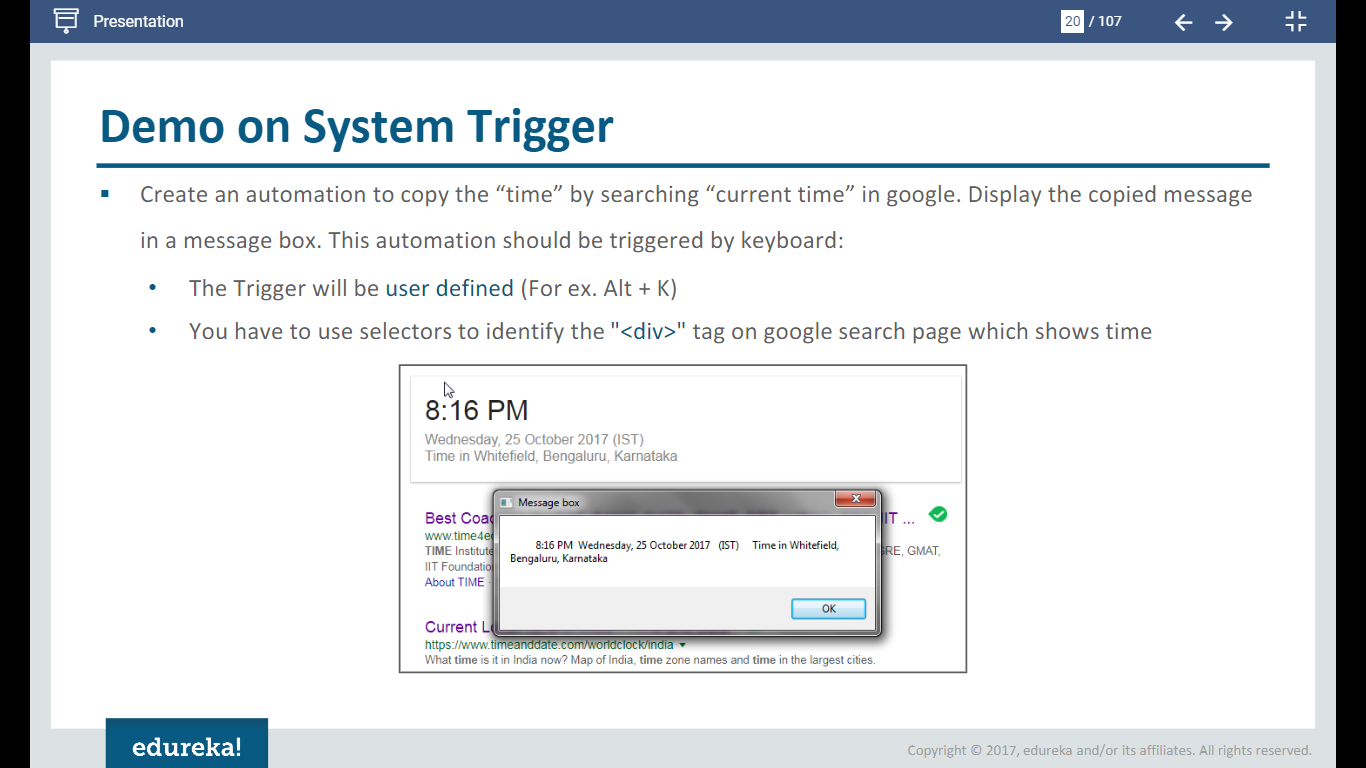 Presentation
20 / 107
Demo on System Trigger
Create an automation to copy the “time” by searching “current time” in google. Display the copied message
in a message box. This automation should be triggered by keyboard:
The Trigger will be user defined (For ex. Alt + K)
You have to use selectors to identify the "<div>" tag on google search page which shows time
8:16 PM
Wednesday, 25 October 2017 (IST)
Time in Whitefield, Bengaluru, Karnataka
Message box
Best Coa
IIT ...
www.time4e
8:16 PM Wednesday, 25 October 2017 (IST) Time in Whitefield,
TIME Institute
GRE, GMAT,
Bengaluru, Karnataka
IIT Foundatio
About TIME
OK
Current L
https://www.timeanddate.com/worldclock/india
What time is it in India now? Map of India, time zone names and time in the largest cities.
edureka!
Copyright © 2017, edureka and/or its affiliates. All rights reserved.